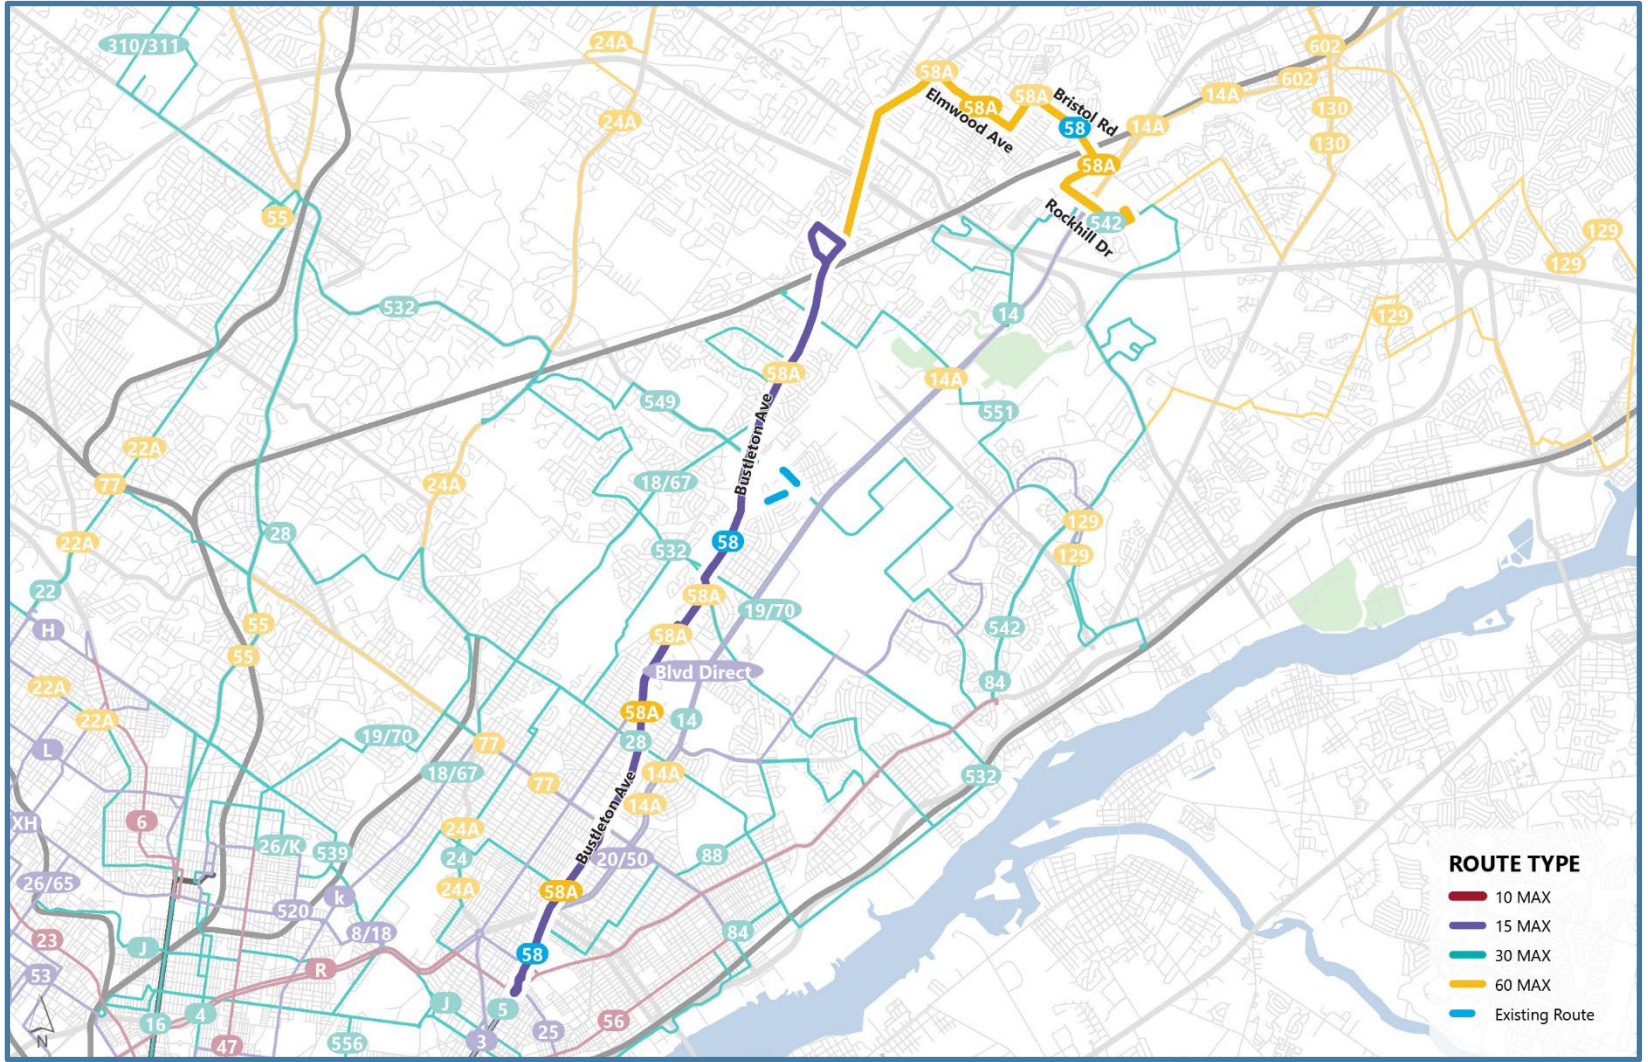 310/311
24A
602
58A
602
Elmwood Ave
58A
58A
Bristol Rd
14A
130
24A
58
14A
130
58A
55
Rockhill Dr
542
129
129
532
14
129
58A
14A
549
551
Bustleton Ave
22A
77
24A
18/67
129
28
58
22A
532
129
22
58A
19/70
H
55
58A
542
55
Blvd Direct
22A
84
22A
58A
14
L
19/70
77
28
18/67
14A
532
77
Bustleton Ave
14A
XH
6
24A
26/K
539
24
20/50
88
26/65
24A
58A
k
520
23
8/18
84
J
58
53
R
J
5
16
4
56
25
N
47
556
3
ROUTE TYPE
10 MAX
15 MAX
30 MAX
60 MAX
Existing Route